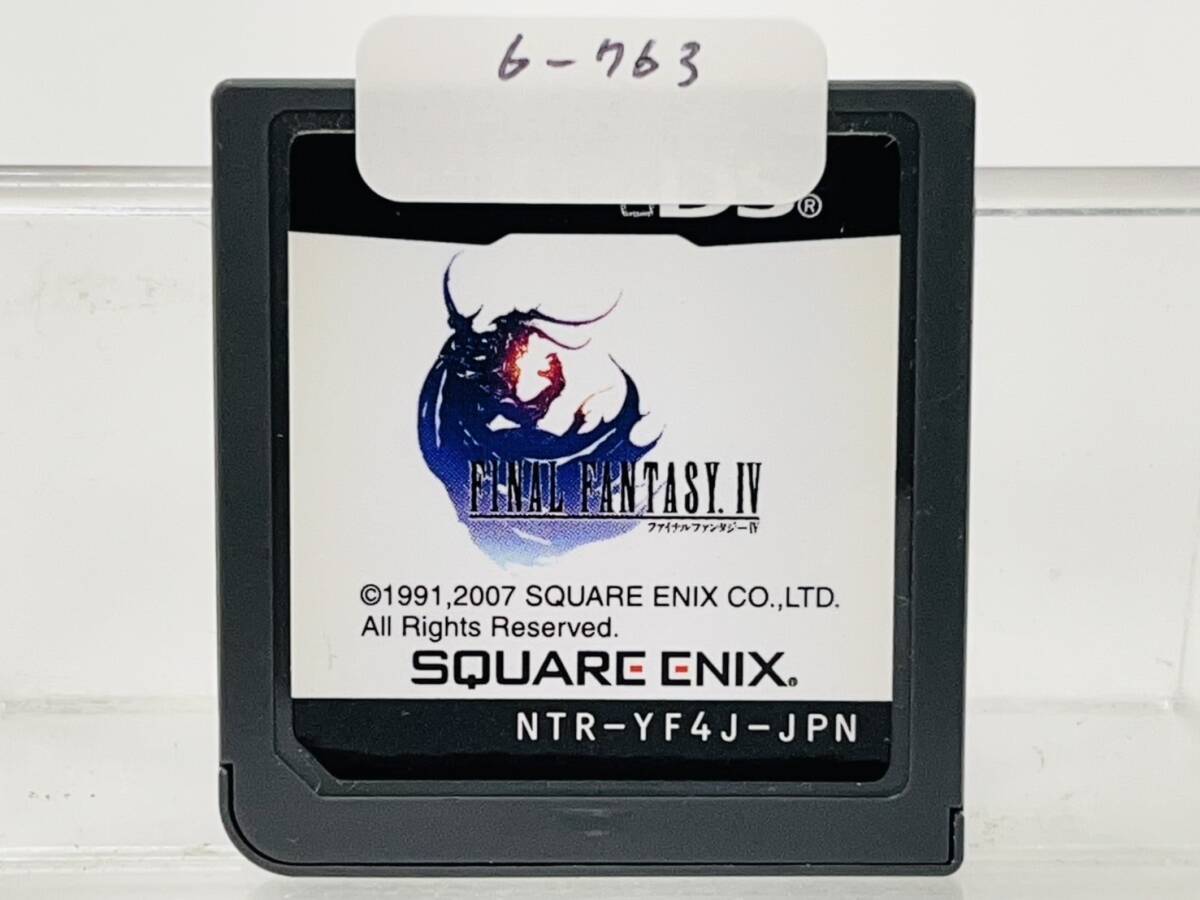 6-763
DS®
FINAL FANTASY. IV
ファイナルファンタジーIV
©1991,2007 SQUARE ENIX CO.,LTD.
All Rights Reserved.
SQUARE ENIX®
NTR-YF4J-JPN